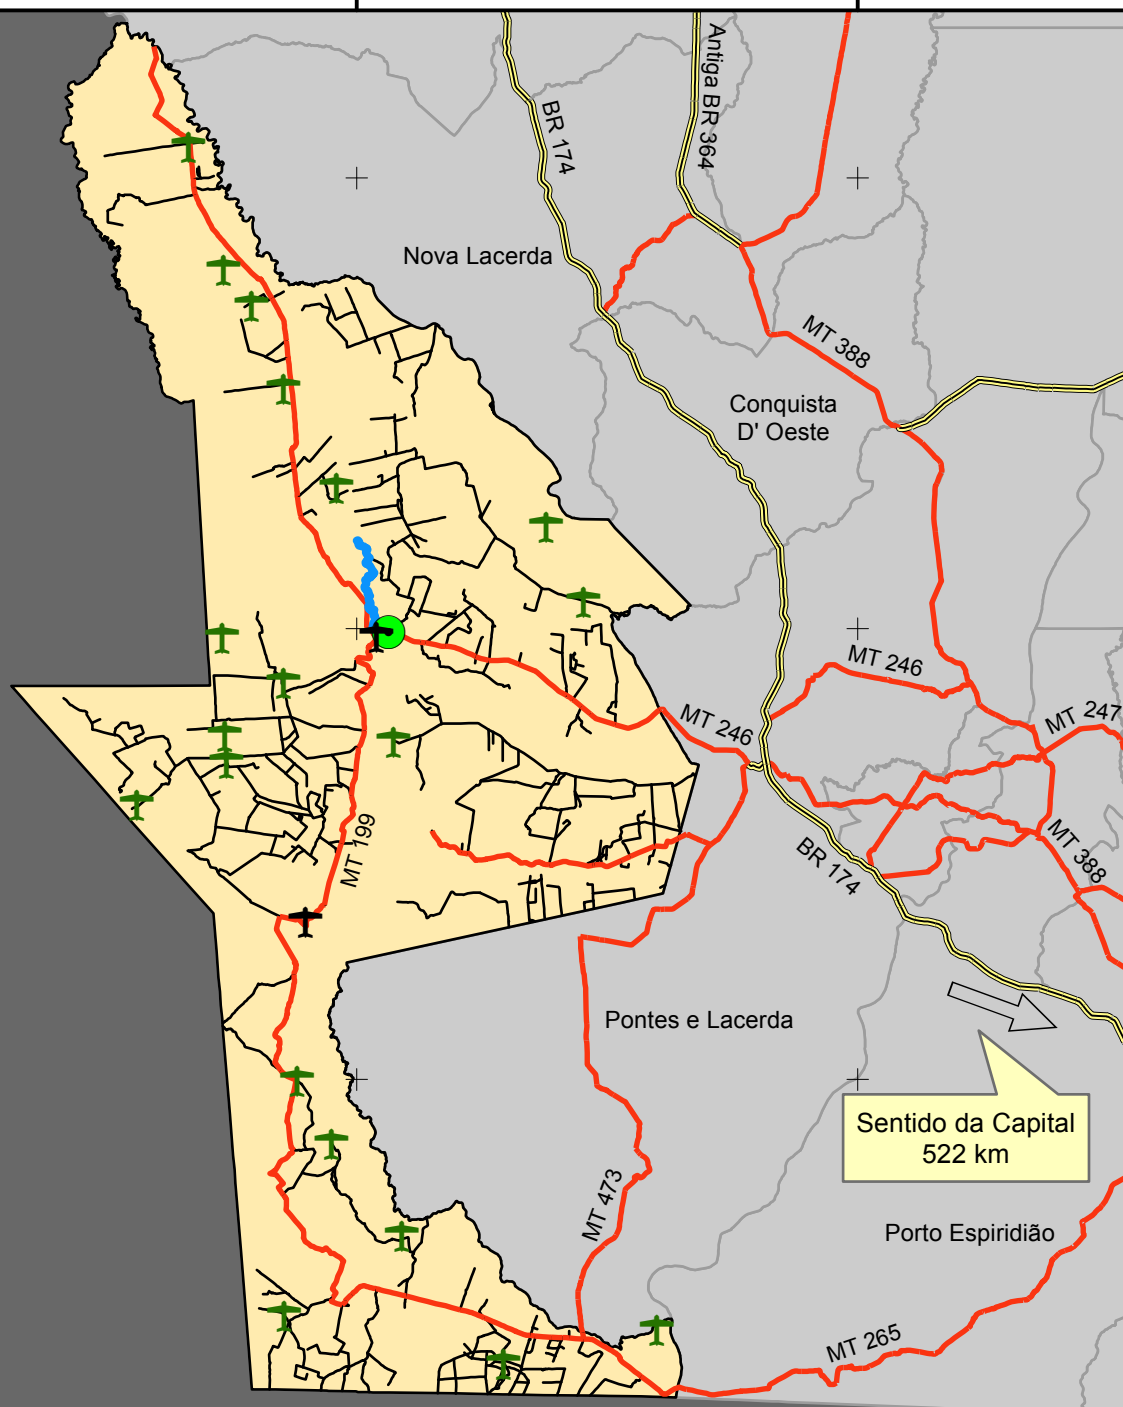 Antiga BR 364
BR 174
Nova Lacerda
MT 388
Conquista
D' Oeste
MT 246
MT 247
MT 246
MT 199
MT 388
BR 174
Pontes e Lacerda
Sentido da Capital
522 km
MT 473
Porto Espiridião
MT 265